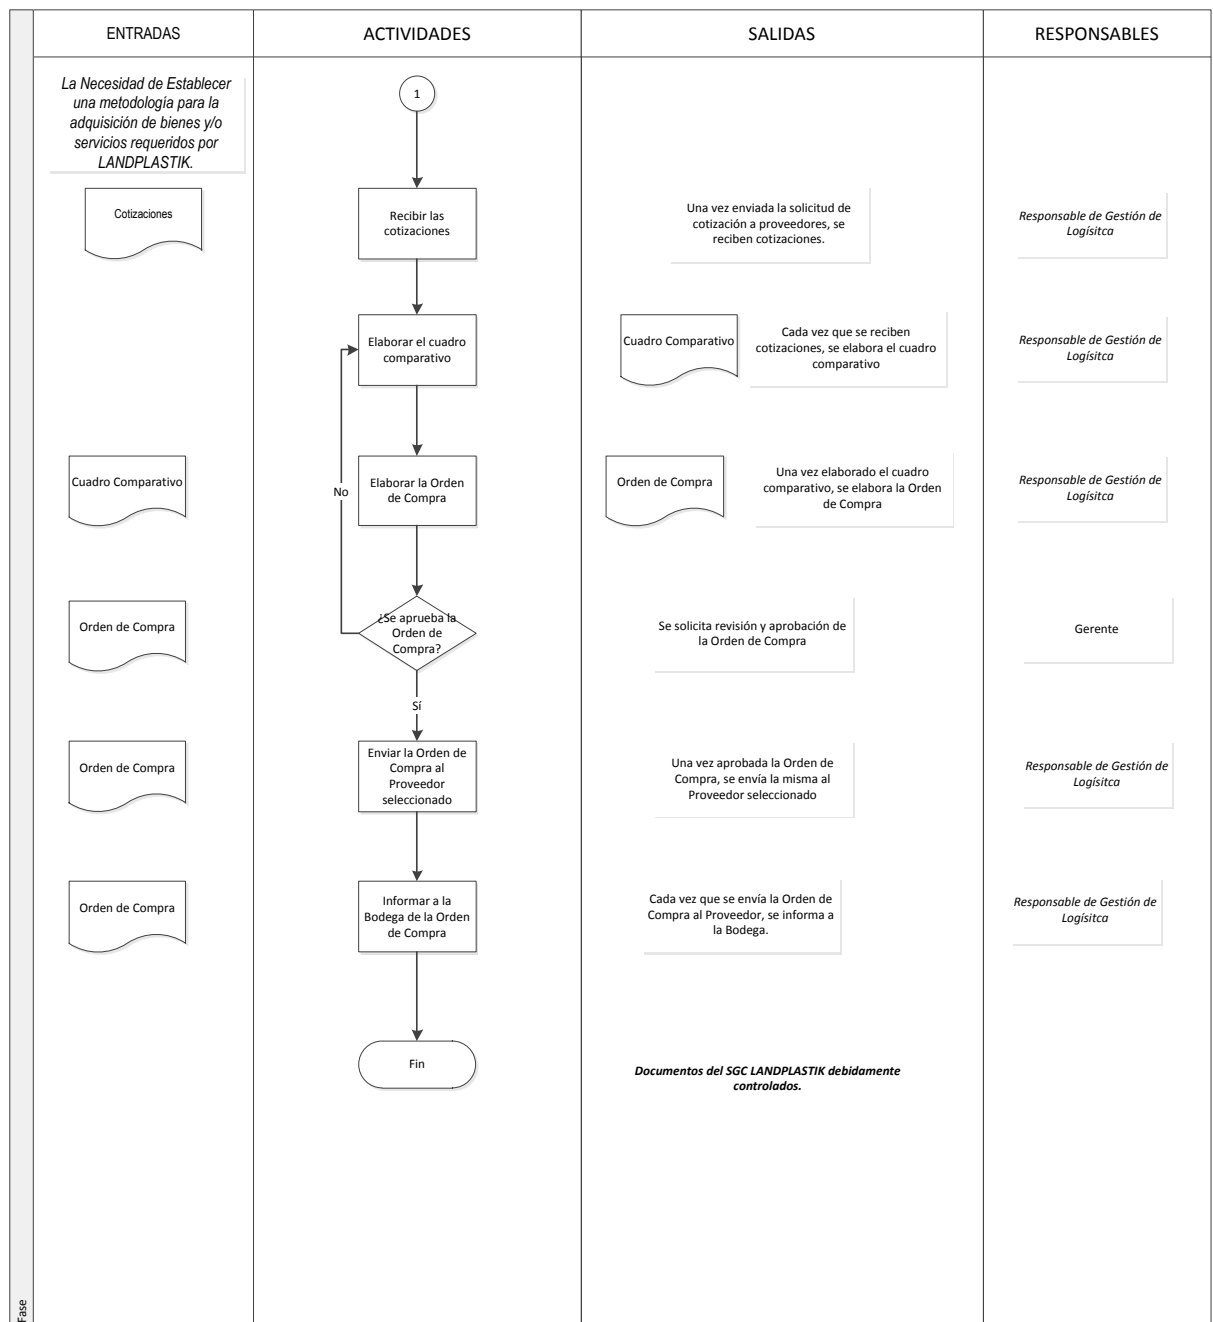 ENTRADAS
ACTIVIDADES
SALIDAS
RESPONSABLES
La Necesidad de Establecer
una metodología para la
adquisición de bienes y/o
servicios requeridos por
LANDPLASTIK.
1
Cotizaciones
Recibir las
cotizaciones
Una vez enviada la solicitud de
cotización a proveedores, se
reciben cotizaciones.
Responsable de Gestión de
Logísitca
Elaborar el cuadro
comparativo
Cuadro Comparativo
Cada vez que se reciben
cotizaciones, se elabora el cuadro
comparativo
Responsable de Gestión de
Logísitca
Cuadro Comparativo
No
Elaborar la Orden
de Compra
Orden de Compra
Una vez elaborado el cuadro
comparativo, se elabora la Orden
de Compra
Responsable de Gestión de
Logísitca
Orden de Compra
¿Se aprueba la
Orden de
Compra?
Se solicita revisión y aprobación de
la Orden de Compra
Gerente
Sí
Orden de Compra
Enviar la Orden de
Compra al
Proveedor
seleccionado
Una vez aprobada la Orden de
Compra, se envía la misma al
Proveedor seleccionado
Responsable de Gestión de
Logísitca
Orden de Compra
Informar a la
Bodega de la Orden
de Compra
Cada vez que se envía la Orden de
Compra al Proveedor, se informa a
la Bodega.
Responsable de Gestión de
Logísitca
Fin
Documentos del SGC LANDPLASTIK debidamente
controlados.
Fase